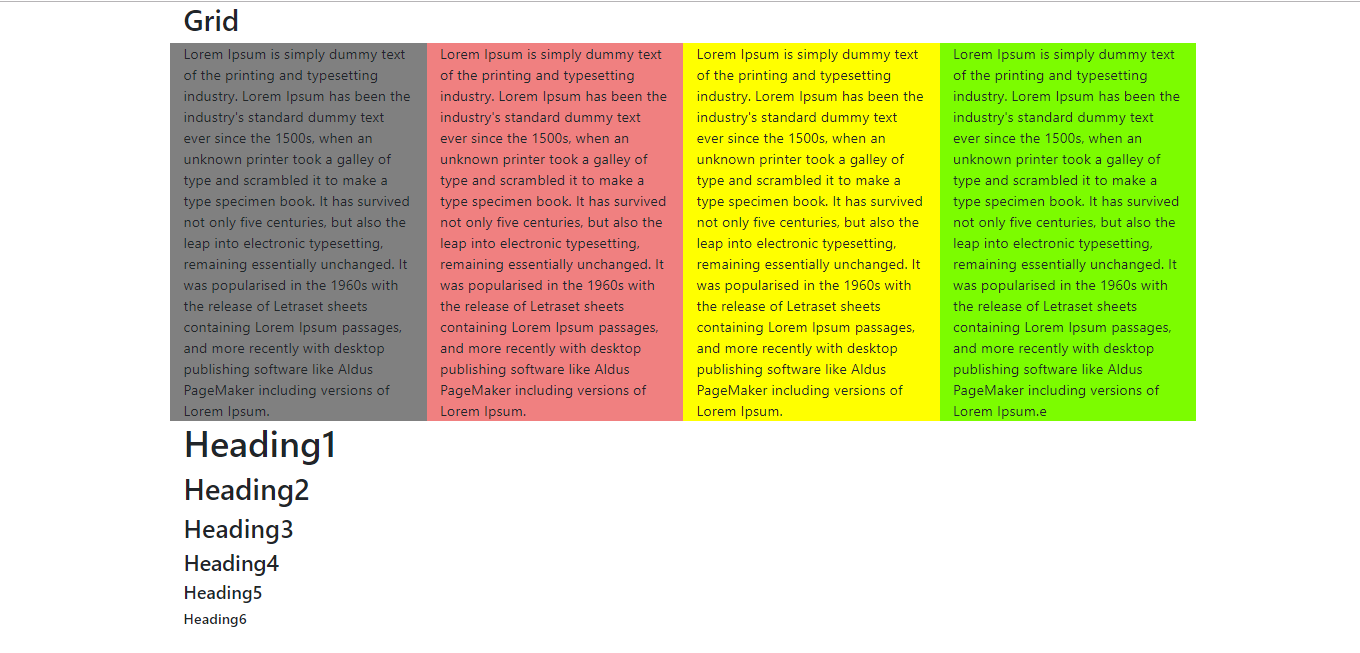 Grid
Lorem Ipsum is simply dummy text
of the printing and typesetting
industry. Lorem Ipsum has been the
industry's standard dummy text
ever since the 1500s, when an
unknown printer took a galley of
type and scrambled it to make a
type specimen book. It has survived
not only five centuries, but also the
leap into electronic typesetting,
remaining essentially unchanged. It
was popularised in the 1960s with
the release of Letraset sheets
containing Lorem Ipsum passages,
and more recently with desktop
publishing software like Aldus
PageMaker including versions of
Lorem Ipsum.
Lorem Ipsum is simply dummy text
of the printing and typesetting
industry. Lorem Ipsum has been the
industry's standard dummy text
ever since the 1500s, when an
unknown printer took a galley of
type and scrambled it to make a
type specimen book. It has survived
not only five centuries, but also the
leap into electronic typesetting,
remaining essentially unchanged. It
was popularised in the 1960s with
the release of Letraset sheets
containing Lorem Ipsum passages,
and more recently with desktop
publishing software like Aldus
PageMaker including versions of
Lorem Ipsum.
Lorem Ipsum is simply dummy text
of the printing and typesetting
industry. Lorem Ipsum has been the
industry's standard dummy text
ever since the 1500s, when an
unknown printer took a galley of
type and scrambled it to make a
type specimen book. It has survived
not only five centuries, but also the
leap into electronic typesetting,
remaining essentially unchanged. It
was popularised in the 1960s with
the release of Letraset sheets
containing Lorem Ipsum passages,
and more recently with desktop
publishing software like Aldus
PageMaker including versions of
Lorem Ipsum.
Lorem Ipsum is simply dummy text
of the printing and typesetting
industry. Lorem Ipsum has been the
industry's standard dummy text
ever since the 1500s, when an
unknown printer took a galley of
type and scrambled it to make a
type specimen book. It has survived
not only five centuries, but also the
leap into electronic typesetting,
remaining essentially unchanged. It
was popularised in the 1960s with
the release of Letraset sheets
containing Lorem Ipsum passages,
and more recently with desktop
publishing software like Aldus
PageMaker including versions of
Lorem Ipsum.e
Heading1
Heading2
Heading3
Heading4
Heading5
Heading6